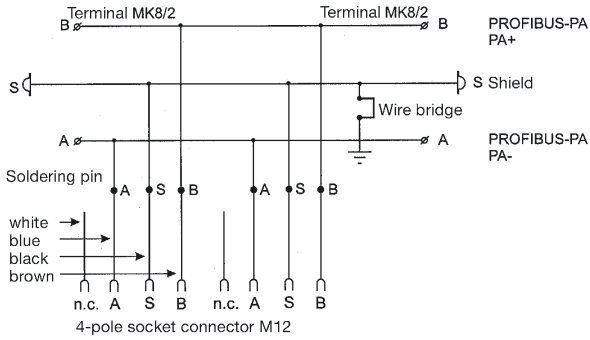 Terminal MK8/2 Terminal MK8/2
B B PROFIBUS-PA
PA+
S S Shield
Wire bridge
A A PROFIBUS-PA
PA-
Soldering pin
A S B A S B
white
blue
black
brown
n.c. A S B n.c. A S B
4-pole socket connector M12